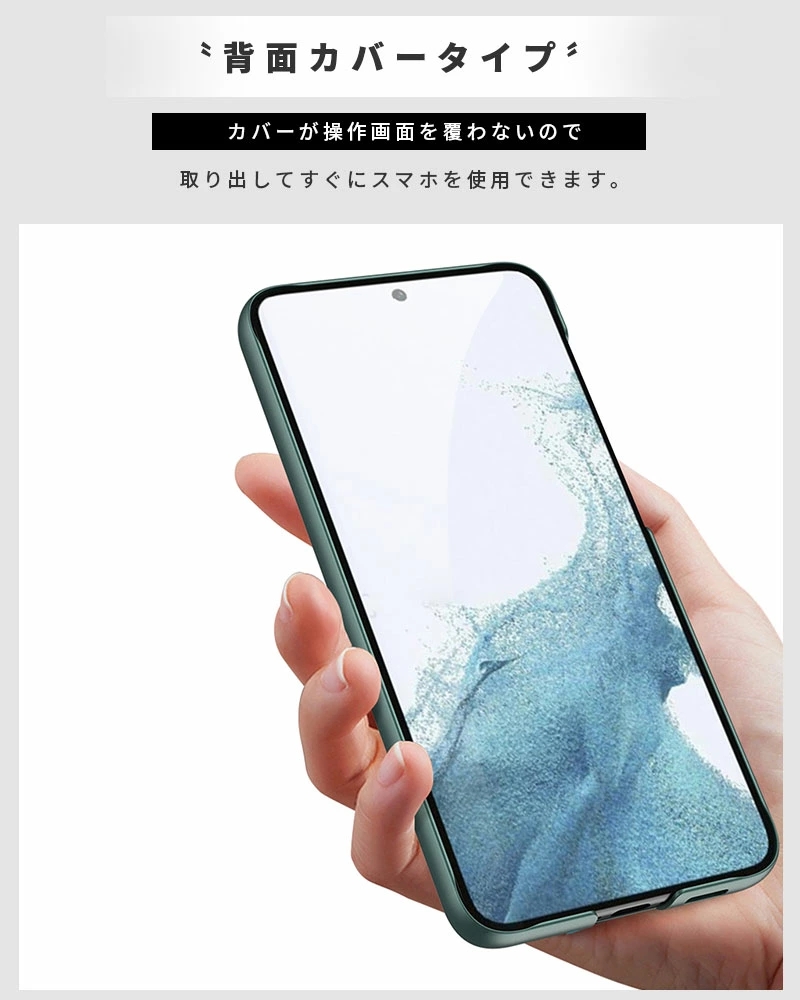 〝背面カバータイプ〞
カバーが操作画面を覆わないので
取り出してすぐにスマホを使用できます。